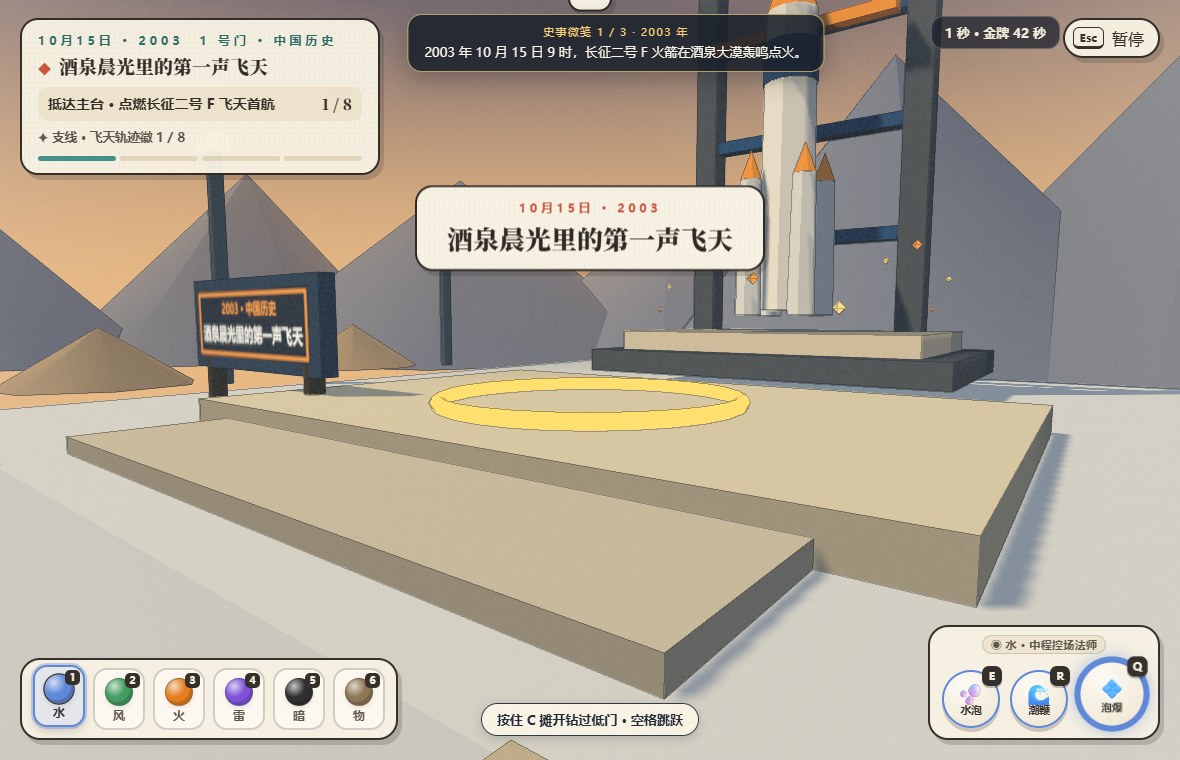 10月15日 • 2003 1 号门 • 中国历史
酒泉晨光里的第一声飞天
抵达主台 • 点燃长征二号 F 飞天首航 1 / 8
支线 • 飞天轨迹徽 1 / 8
史事微笺 1 / 3 · 2003 年
2003 年 10 月 15 日 9 时，长征二号 F 火箭在酒泉大漠轰鸣点火。
1 秒 • 金牌 42 秒
Esc 暂停
10月15日 • 2003
酒泉晨光里的第一声飞天
2003 • 中国历史
酒泉晨光里的第一声飞天
1 水
2 风
3 火
4 雷
5 暗
6 物
按住 C 摊开钻过低门 • 空格跳跃
水 • 中程控场法师
E 水泡
R 潮鞭
Q 泡爆